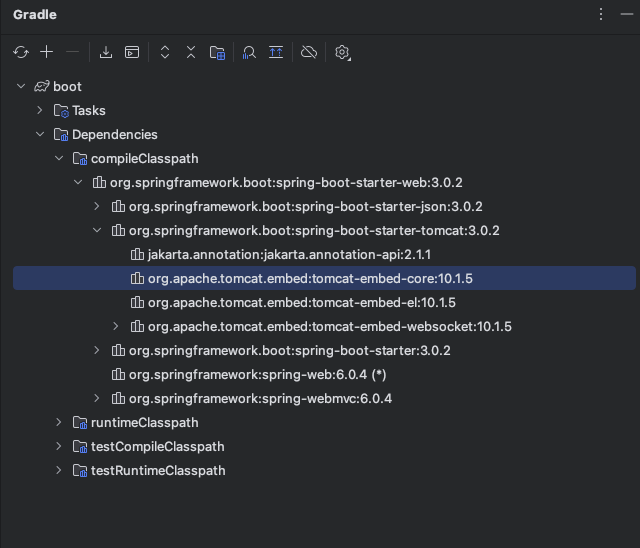 Gradle
boot
Tasks
Dependencies
compileClasspath
org.springframework.boot:spring-boot-starter-web:3.0.2
org.springframework.boot:spring-boot-starter-json:3.0.2
org.springframework.boot:spring-boot-starter-tomcat:3.0.2
jakarta.annotation:jakarta.annotation-api:2.1.1
org.apache.tomcat.embed:tomcat-embed-core:10.1.5
org.apache.tomcat.embed:tomcat-embed-el:10.1.5
org.apache.tomcat.embed:tomcat-embed-websocket:10.1.5
org.springframework.boot:spring-boot-starter:3.0.2
org.springframework:spring-web:6.0.4 (*)
org.springframework:spring-webmvc:6.0.4
runtimeClasspath
testCompileClasspath
testRuntimeClasspath